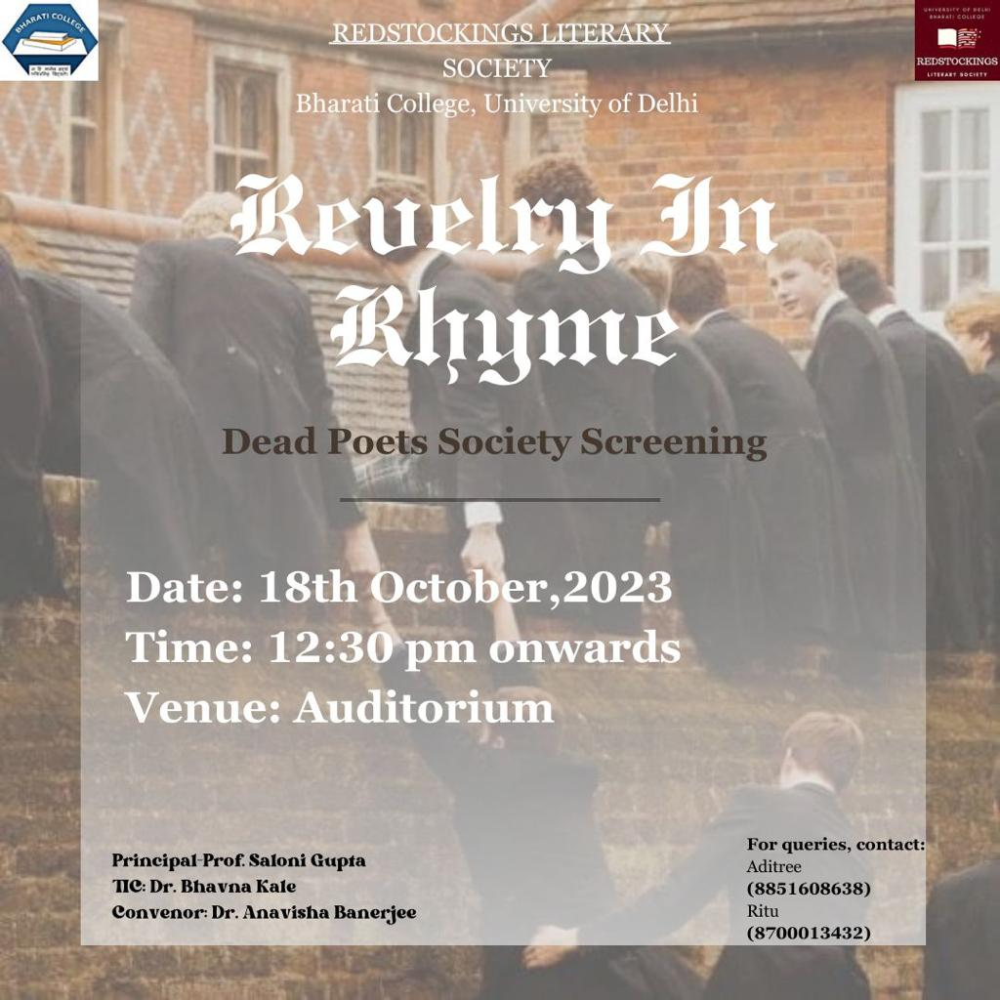 BHARATI COLLEGE
UNIVERSITY OF DELHI
BHARATI COLLEGE
REDSTOCKINGS
LITERARY SOCIETY
REDSTOCKINGS LITERARY
SOCIETY
Bharati College, University of Delhi
Revelry In
Rhyme
Dead Poets Society Screening
Date: 18th October,2023
Time: 12:30 pm onwards
Venue: Auditorium
Principal-Prof. Saloni Gupta
TIC: Dr. Bhavna Kale
Convenor: Dr. Anavisha Banerjee
For queries, contact:
Aditree
(8851608638)
Ritu
(8700013432)